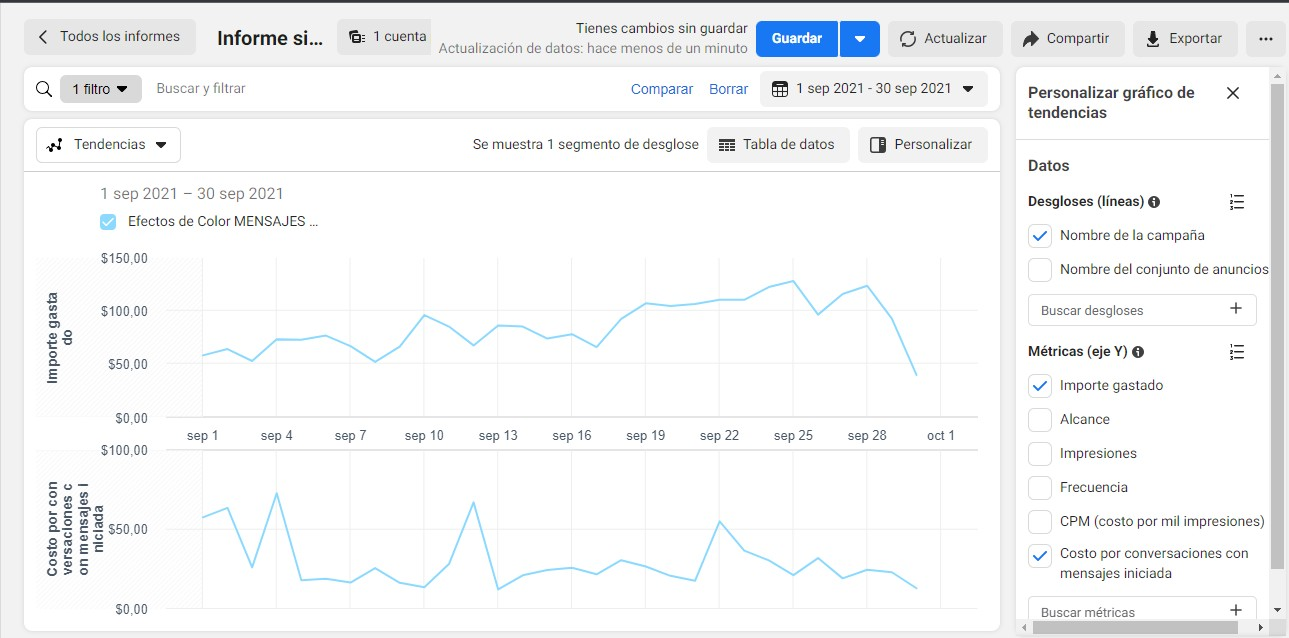 Todos los informes
Informe si...
1 cuenta
Tienes cambios sin guardar
Actualización de datos: hace menos de un minuto
Guardar
Actualizar
Compartir
Exportar
1 filtro
Buscar y filtrar
Comparar
Borrar
1 sep 2021 - 30 sep 2021
Tendencias
Se muestra 1 segmento de desglose
Tabla de datos
Personalizar
1 sep 2021 – 30 sep 2021
Efectos de Color MENSAJES ...
Importe gasta
do
$150,00
$100,00
$50,00
$0,00
sep 1
sep 4
sep 7
sep 10
sep 13
sep 16
sep 19
sep 22
sep 25
sep 28
oct 1
Costo por con
versaciones c
on mensajes i
niciada
$100,00
$50,00
$0,00
Personalizar gráfico de
tendencias
Datos
Desgloses (líneas)
Nombre de la campaña
Nombre del conjunto de anuncios
Buscar desgloses
Métricas (eje Y)
Importe gastado
Alcance
Impresiones
Frecuencia
CPM (costo por mil impresiones)
Costo por conversaciones con
mensajes iniciada
Buscar métricas